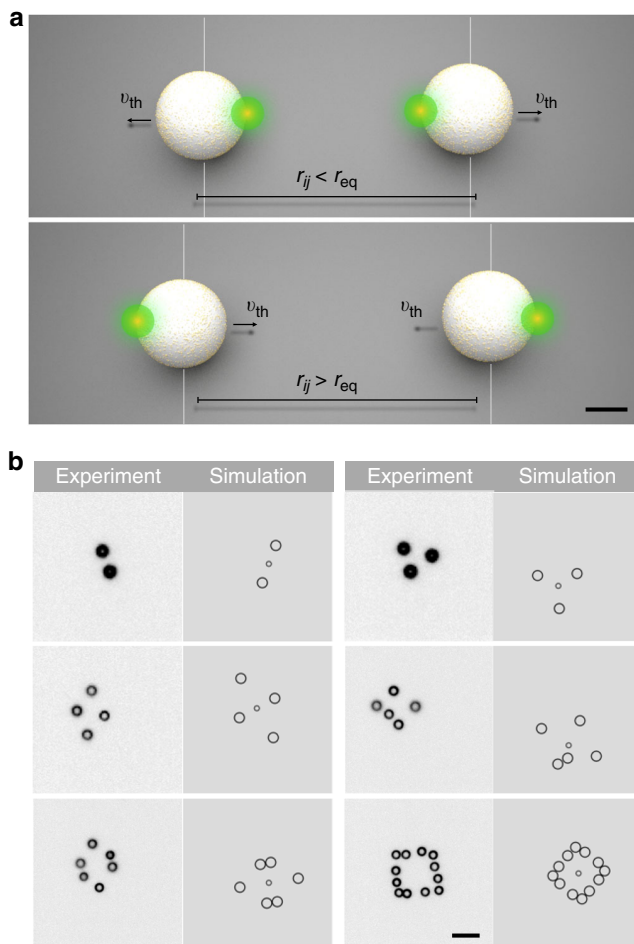 a
υth υth
rij < req
υth υth
rij > req
b
Experiment Simulation Experiment Simulation